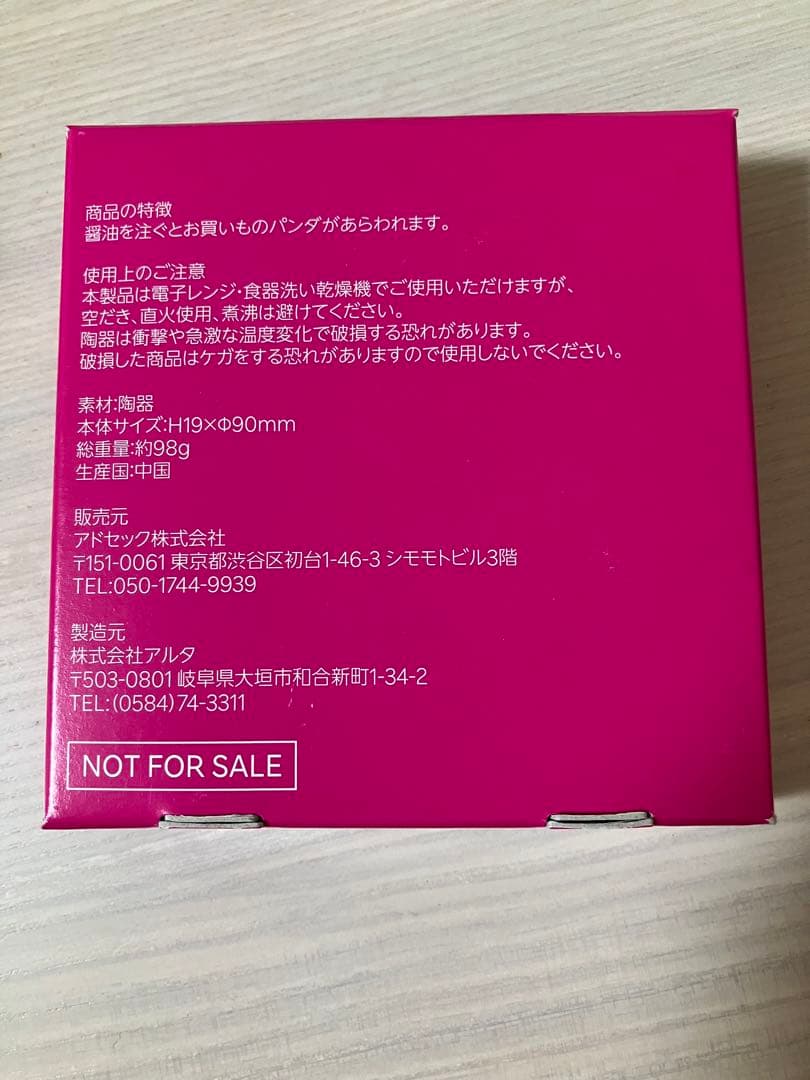 商品の特徴
醤油を注ぐとお買いものパンダがあらわれます。
使用上のご注意
本製品は電子レンジ・食器洗い乾燥機でご使用いただけますが、
空だき、直火使用、煮沸は避けてください。
陶器は衝撃や急激な温度変化で破損する恐れがあります。
破損した商品はケガをする恐れがありますので使用しないでください。
素材:陶器
本体サイズ:H19×Φ90mm
総重量:約98g
生産国:中国
販売元
アドセック株式会社
〒151-0061 東京都渋谷区初台1-46-3 シモモトビル3階
TEL:050-1744-9939
製造元
株式会社アルタ
〒503-0801 岐阜県大垣市和合新町1-34-2
TEL:(0584)74-3311
NOT FOR SALE